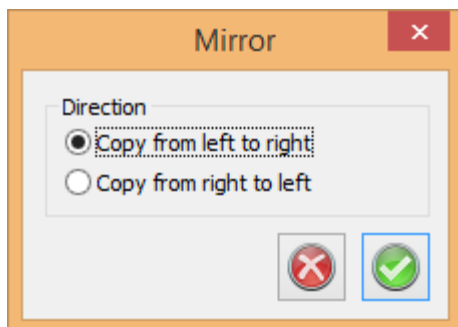 Mirror
Direction
Copy from left to right
Copy from right to left